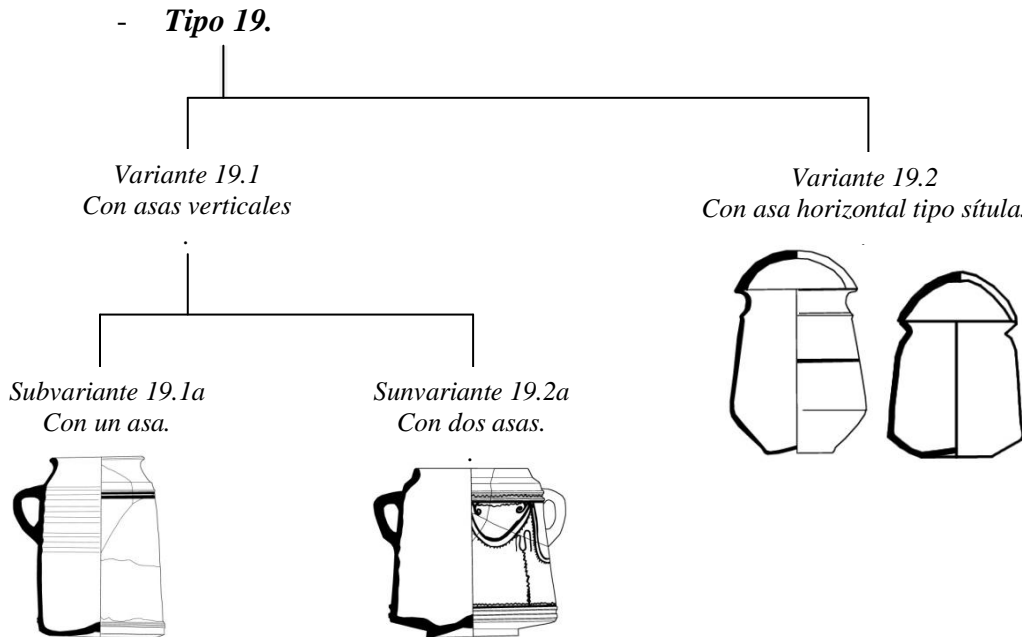 - Tipo 19.
Variante 19.1
Con asas verticales
.
Variante 19.2
Con asa horizontal tipo sítulas
.
Subvariante 19.1a
Con un asa.
Sunvariante 19.2a
Con dos asas.
.